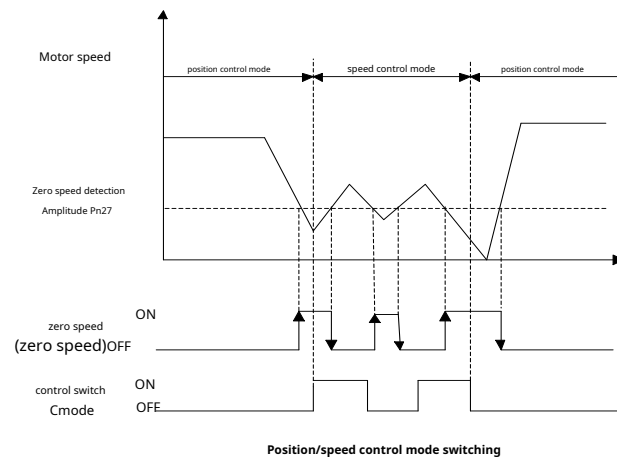 Motor speed
position control mode
speed control mode
position control mode
Zero speed detection
Amplitude Pn27
ON
zero speed
(zero speed)OFF
control switch
ON
Cmode
OFF
Position/speed control mode switching